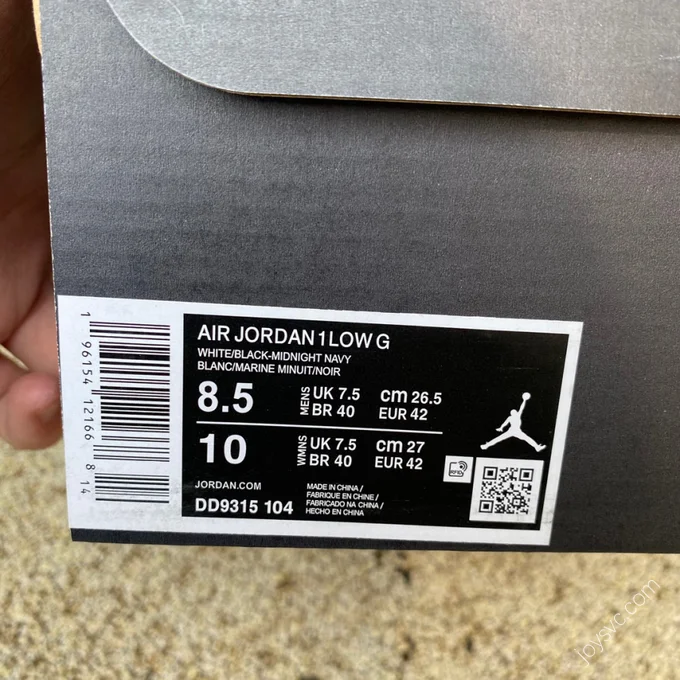 1 96154 12166 8 14
AIR JORDAN 1 LOW G
WHITE/BLACK-MIDNIGHT NAVY
BLANC/MARINE MINUIT/NOIR
8.5 MENS UK 7.5 cm 26.5
BR 40 EUR 42
10 WMNS UK 7.5 cm 27
BR 40 EUR 42
JORDAN.COM
DD9315 104
MADE IN CHINA /
FABRIQUE EN CHINE /
FABRICADO NA CHINA /
HECHO EN CHINA
RFID
joysvc.com